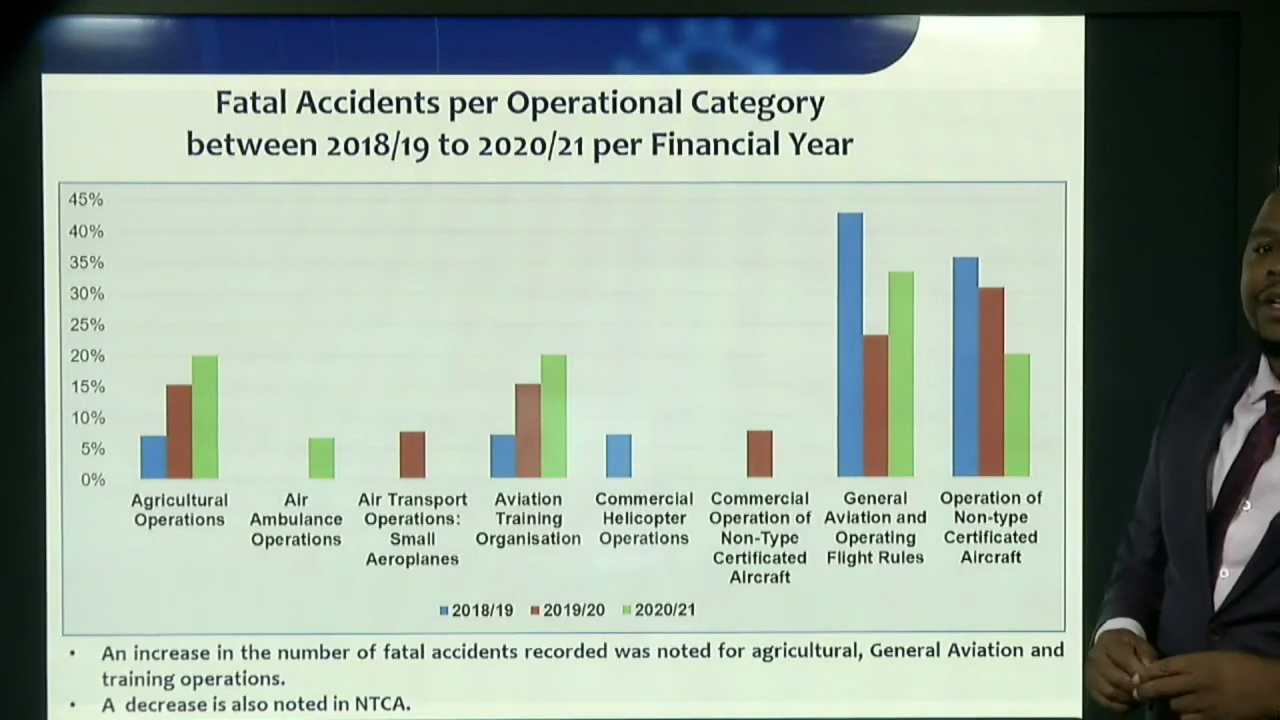 Fatal Accidents per Operational Category
between 2018/19 to 2020/21 per Financial Year
45%
40%
35%
30%
25%
20%
15%
10%
5%
0%
Agricultural
Operations
Air
Ambulance
Operations
Air Transport
Operations:
Small
Aeroplanes
Aviation
Training
Organisation
Commercial
Helicopter
Operations
Commercial
Operation of
Non-Type
Certificated
Aircraft
General
Aviation and
Operating
Flight Rules
Operation of
Non-type
Certificated
Aircraft
2018/19 2019/20 2020/21
• An increase in the number of fatal accidents recorded was noted for agricultural, General Aviation and
training operations.
• A decrease is also noted in NTCA.